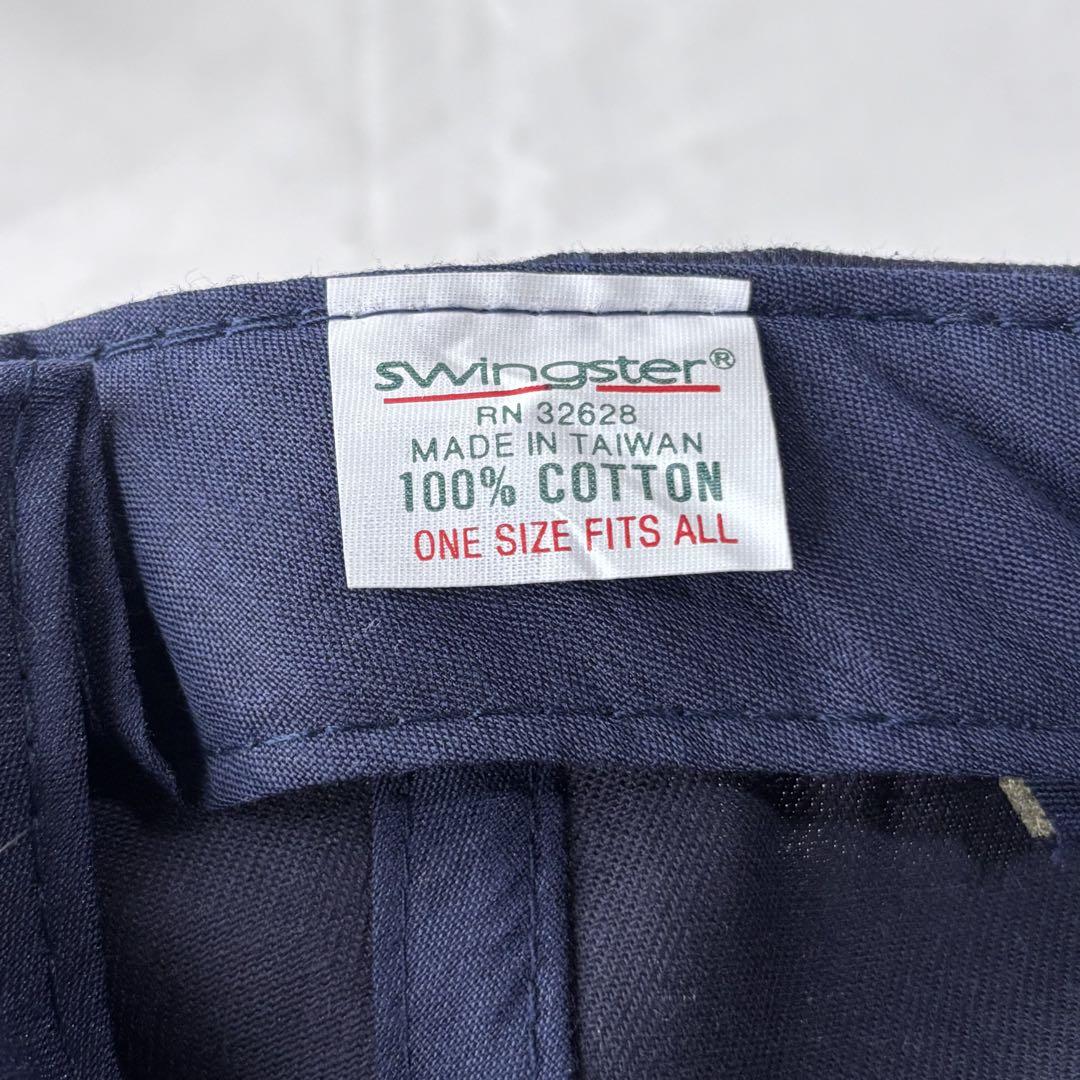 swingster®
RN 32628
MADE IN TAIWAN
100% COTTON
ONE SIZE FITS ALL